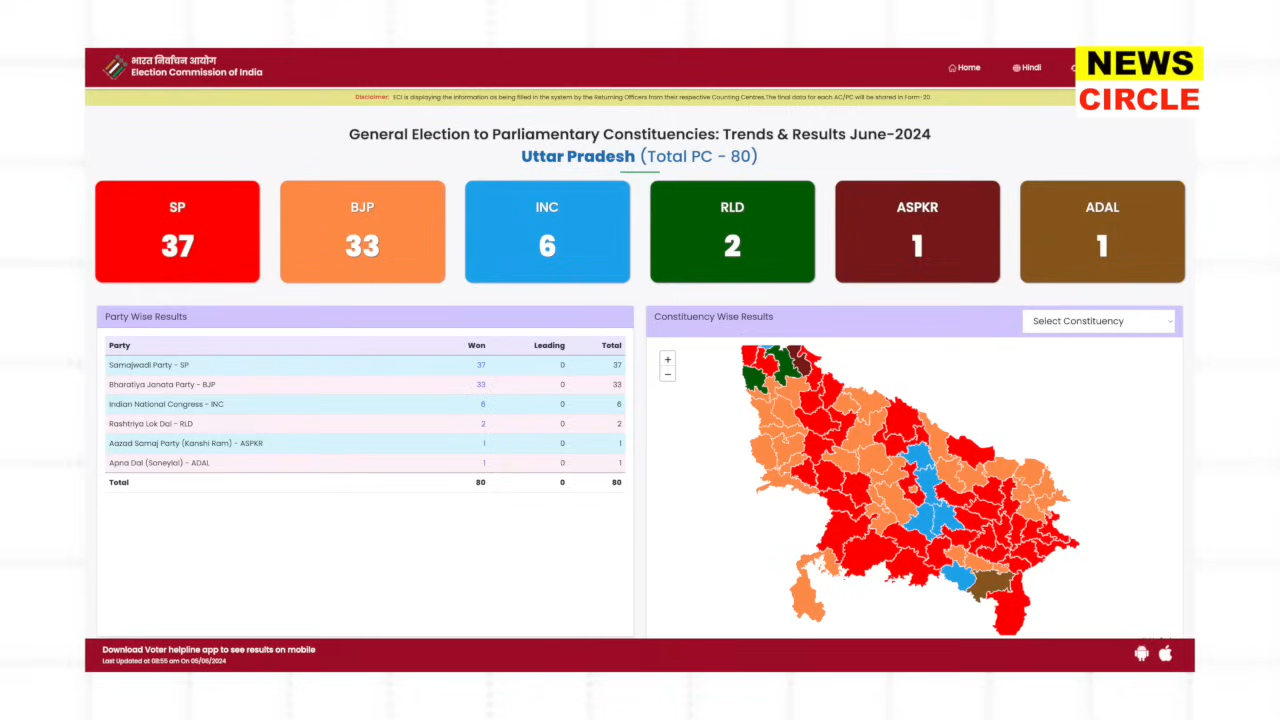 भारत निर्वाचन आयोग
Election Commission of India
Home
Hindi
NEWS
CIRCLE
Disclaimer: ECI is displaying the information as being filled in the system by the Returning Officers from their respective Counting Centres.The final data for each AC/PC will be shared in Form-20.
General Election to Parliamentary Constituencies: Trends & Results June-2024
Uttar Pradesh (Total PC - 80)
SP
37
BJP
33
INC
6
RLD
2
ASPKR
1
ADAL
1
Party Wise Results
Party Won Leading Total
Samajwadi Party - SP 37 0 37
Bharatiya Janata Party - BJP 33 0 33
Indian National Congress - INC 6 0 6
Rashtriya Lok Dal - RLD 2 0 2
Aazad Samaj Party (Kanshi Ram) - ASPKR 1 0 1
Apna Dal (Soneylal) - ADAL 1 0 1
Total 80 0 80
Constituency Wise Results
Select Constituency
+
−
Download Voter helpline app to see results on mobile
Last Updated at 08:55 am On 05/06/2024